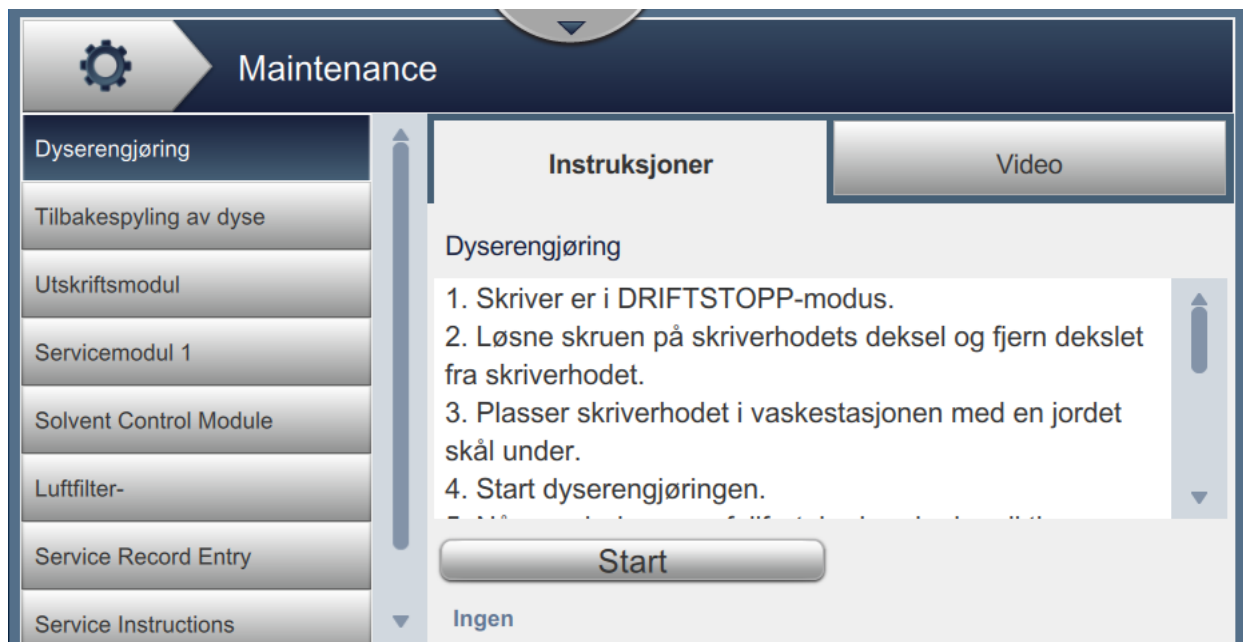 Maintenance
Dyserengjøring
Tilbakespyling av dyse
Utskriftsmodul
Servicemodul 1
Solvent Control Module
Luftfilter-
Service Record Entry
Service Instructions
Instruksjoner
Video
Dyserengjøring
1. Skriver er i DRIFTSTOPP-modus.
2. Løsne skruen på skriverhodets deksel og fjern dekslet
fra skriverhodet.
3. Plasser skriverhodet i vaskestasjonen med en jordet
skål under.
4. Start dyserengjøringen.
Start
Ingen